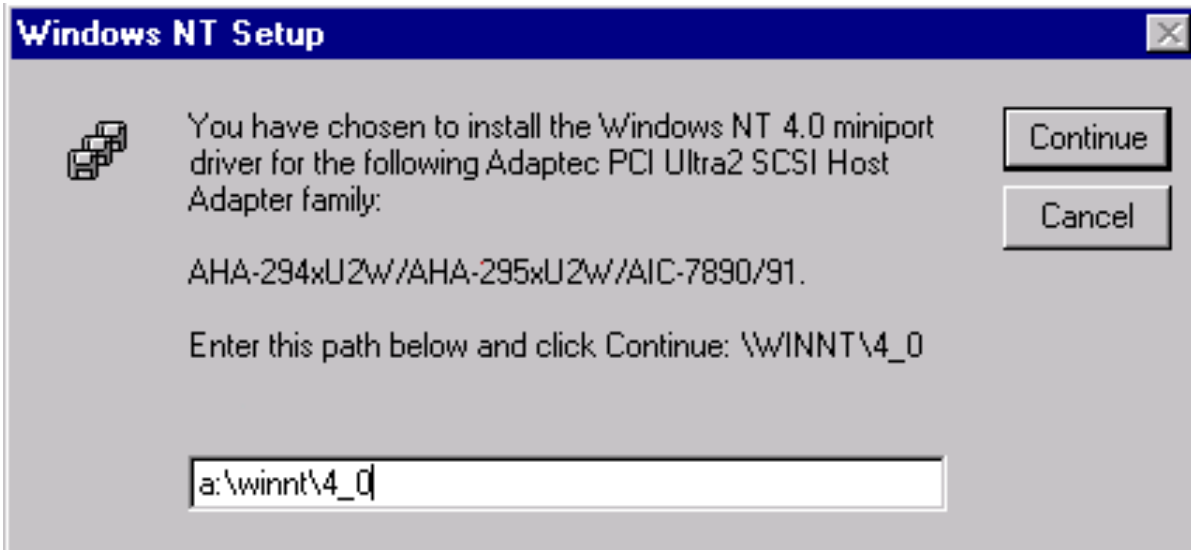 Windows NT Setup
You have chosen to install the Windows NT 4.0 miniport
driver for the following Adaptec PCI Ultra2 SCSI Host
Adapter family:
AHA-294xU2W/AHA-295xU2W/AIC-7890/91.
Enter this path below and click Continue: \WINNT\4_0
a:\winnt\4_0
Continue
Cancel